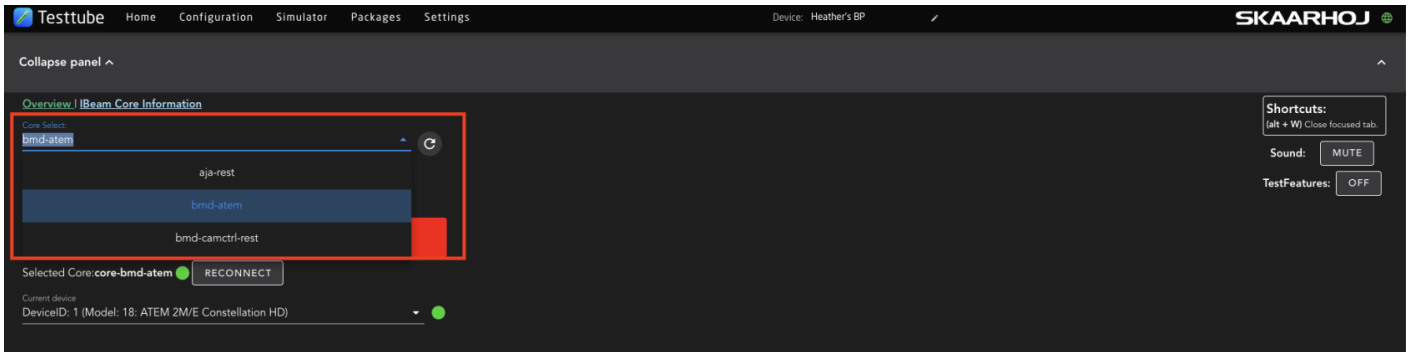 Testtube Home Configuration Simulator Packages Settings Device: Heather's BP SKAARHOJ
Collapse panel
Overview | IBeam Core Information
Shortcuts:
(alt + W) Close focused tab.
Core Select:
bmd-atem
Sound: MUTE
aja-rest
TestFeatures: OFF
bmd-atem
bmd-camctrl-rest
Selected Core:core-bmd-atem RECONNECT
Current device
DeviceID: 1 (Model: 18: ATEM 2M/E Constellation HD)